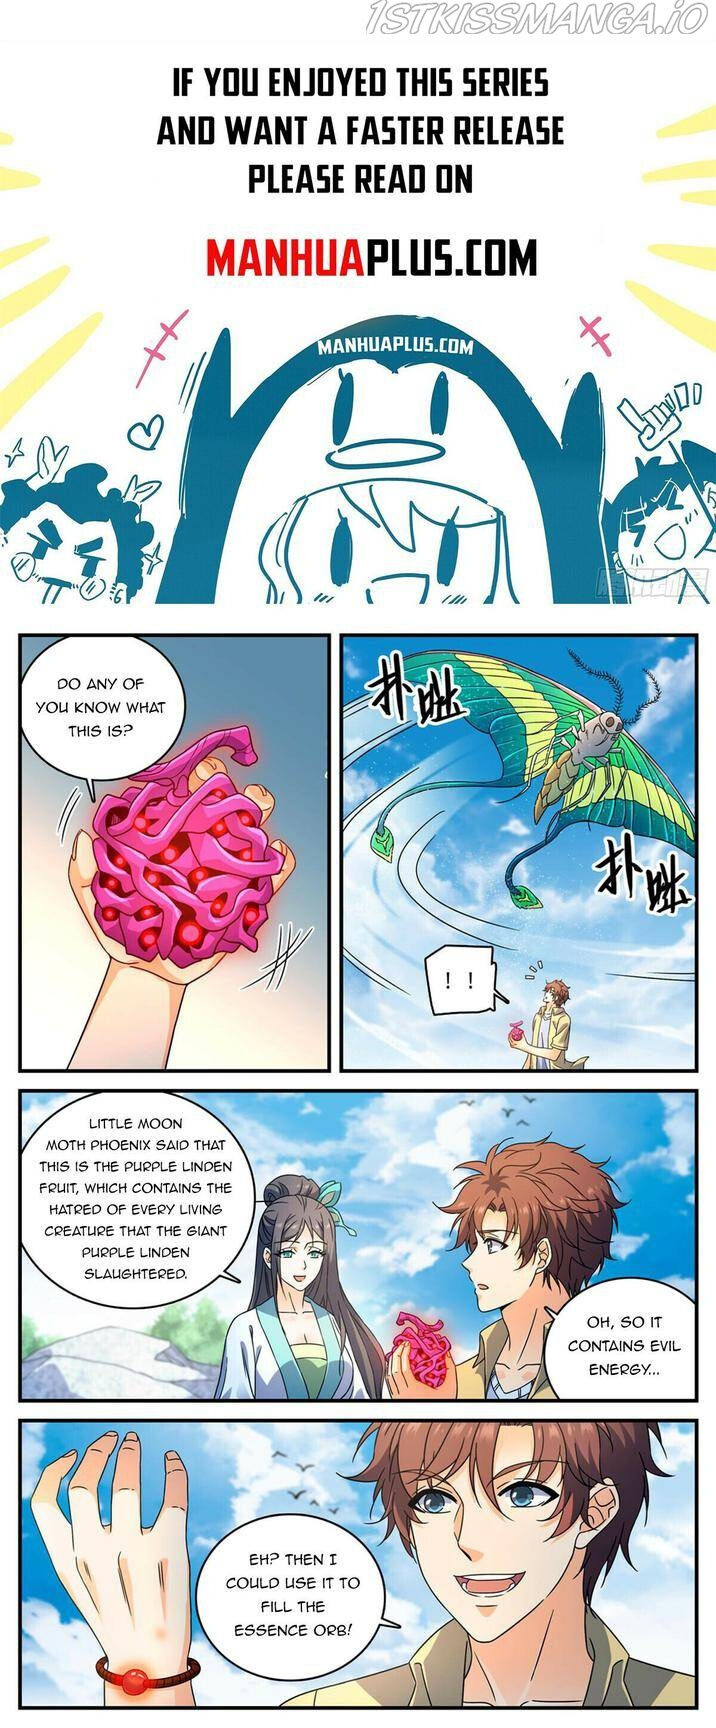 1STKISSMANGA.IO
IF YOU ENJOYED THIS SERIES
AND WANT A FASTER RELEASE
PLEASE READ ON
MANHUAPLUS.COM
MANHUAPLUS.COM
DO ANY OF
YOU KNOW WHAT
THIS IS?
扑
扑
!!
LITTLE MOON
MOTH PHOENIX SAID THAT
THIS IS THE PURPLE LINDEN
FRUIT, WHICH CONTAINS THE
HATRED OF EVERY LIVING
CREATURE THAT THE GIANT
PURPLE LINDEN
SLAUGHTERED.
OH, SO IT
CONTAINS EVIL
ENERGY...
EH? THEN I
COULD USE IT TO
FILL THE
ESSENCE ORB!